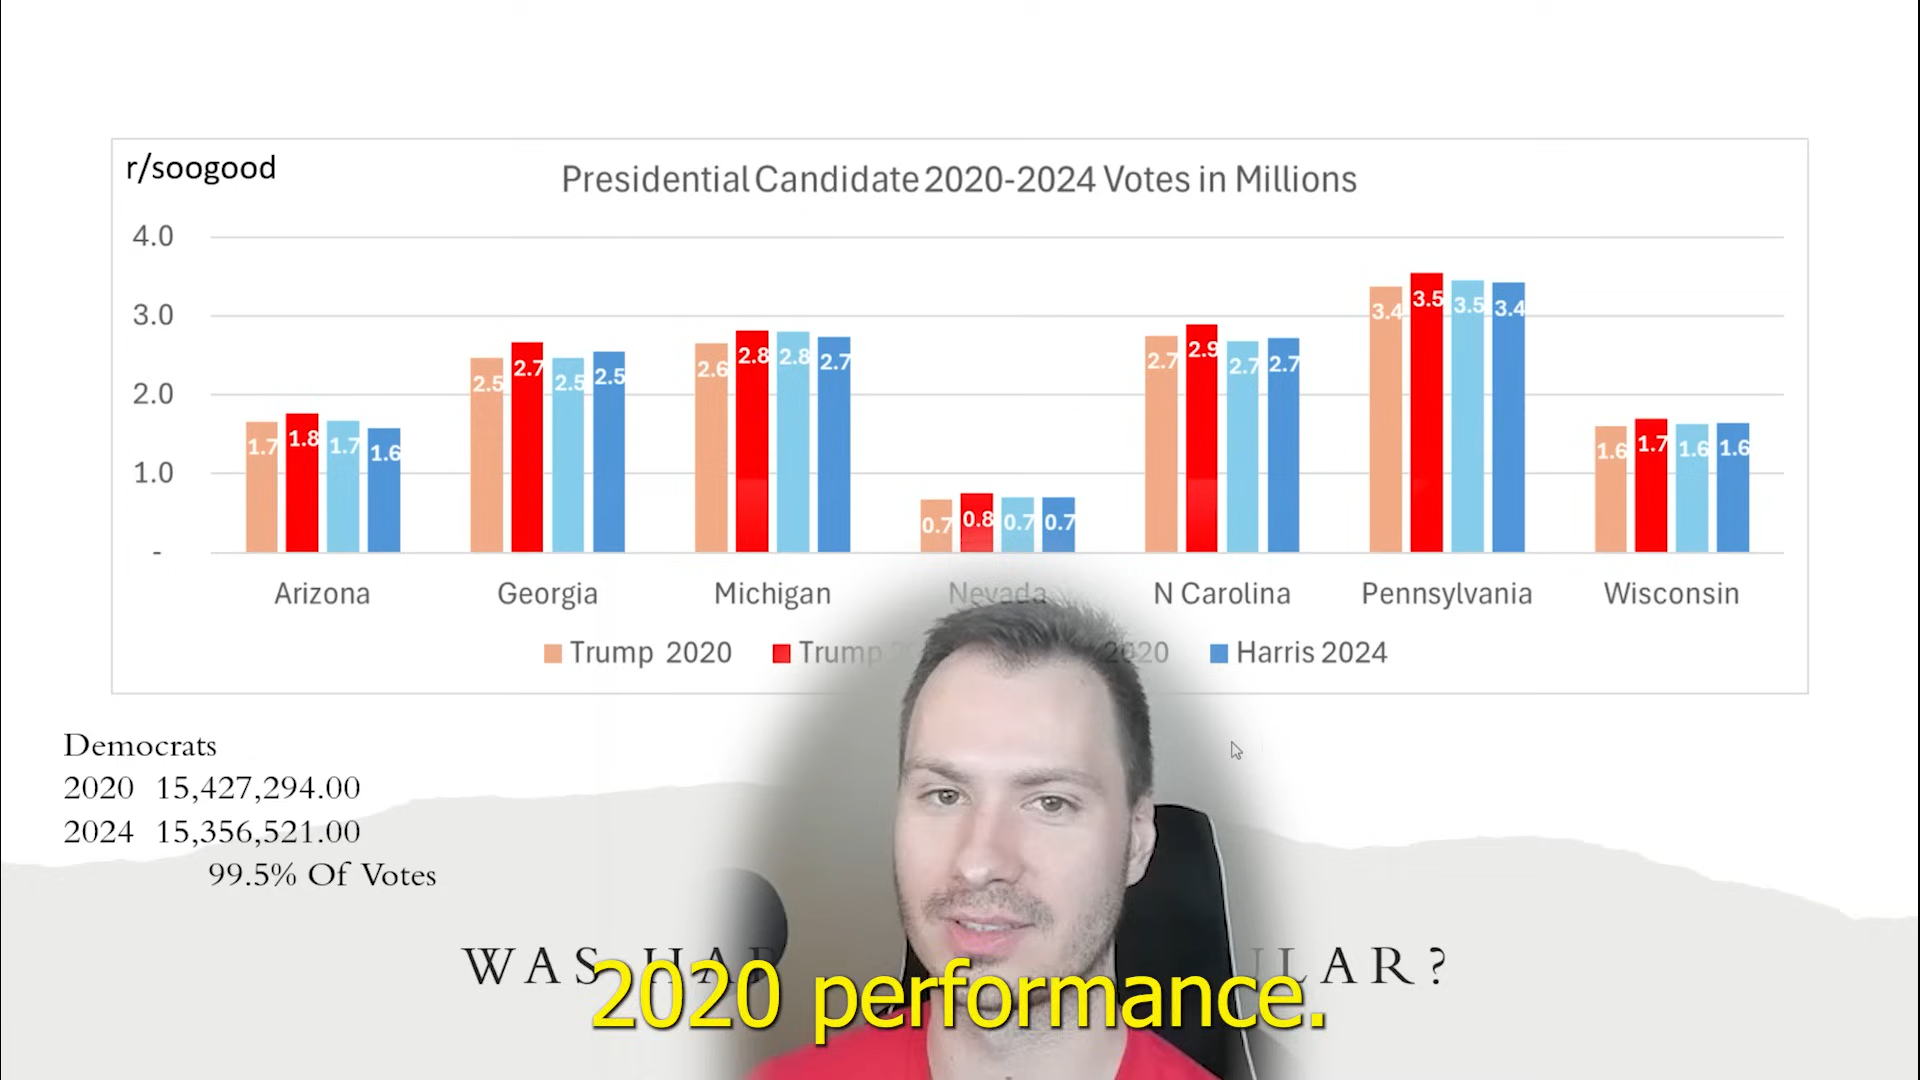 r/soogood
Presidential Candidate 2020-2024 Votes in Millions
4.0
3.0
2.0
1.0
-
1.7 1.8 1.7 1.6
2.5 2.7 2.5 2.5
2.6 2.8 2.8 2.7
0.7 0.8 0.7 0.7
2.7 2.9 2.7 2.7
3.4 3.5 3.5 3.4
1.6 1.7 1.6 1.6
Arizona Georgia Michigan Nevada N Carolina Pennsylvania Wisconsin
Trump 2020 Trump 2020 Harris 2024
Democrats
2020 15,427,294.00
2024 15,356,521.00
99.5% Of Votes
WAS
2020 performance.